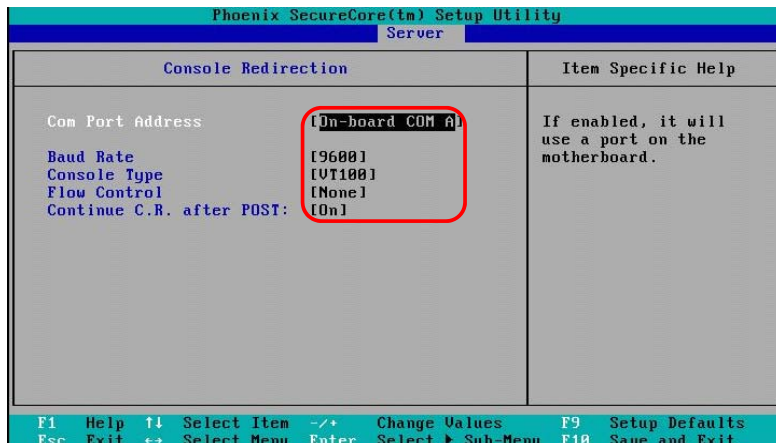 Phoenix SecureCore(tm) Setup Utility
Server
Console Redirection
Item Specific Help
Com Port Address [On-board COM A]
Baud Rate [9600]
Console Type [VT100]
Flow Control [None]
Continue C.R. after POST: [On]
If enabled, it will
use a port on the
motherboard.
F1 Help ↑↓ Select Item -/+ Change Values F9 Setup Defaults
Esc Exit ↔ Select Menu Enter Select ▶ Sub-Menu F10 Save and Exit